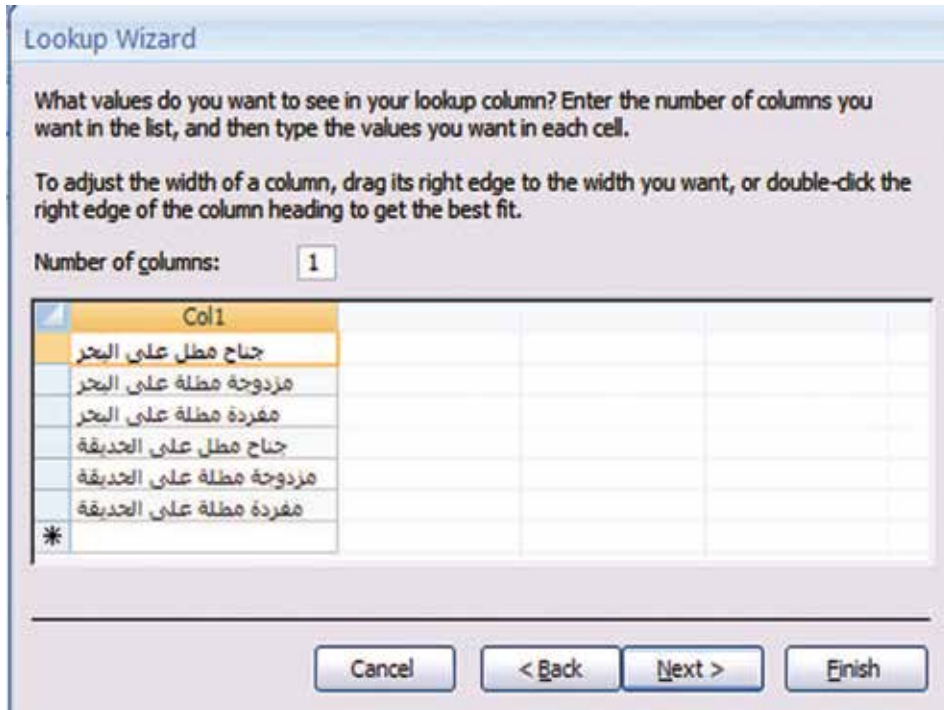 Lookup Wizard
What values do you want to see in your lookup column? Enter the number of columns you
want in the list, and then type the values you want in each cell.
To adjust the width of a column, drag its right edge to the width you want, or double-click the
right edge of the column heading to get the best fit.
Number of columns: 1
Col1
جناح مطل على البحر
مزدوجة مطلة على البحر
مفردة مطلة على البحر
جناح مطل على الحديقة
مزدوجة مطلة على الحديقة
مفردة مطلة على الحديقة
*
Cancel < Back Next > Finish